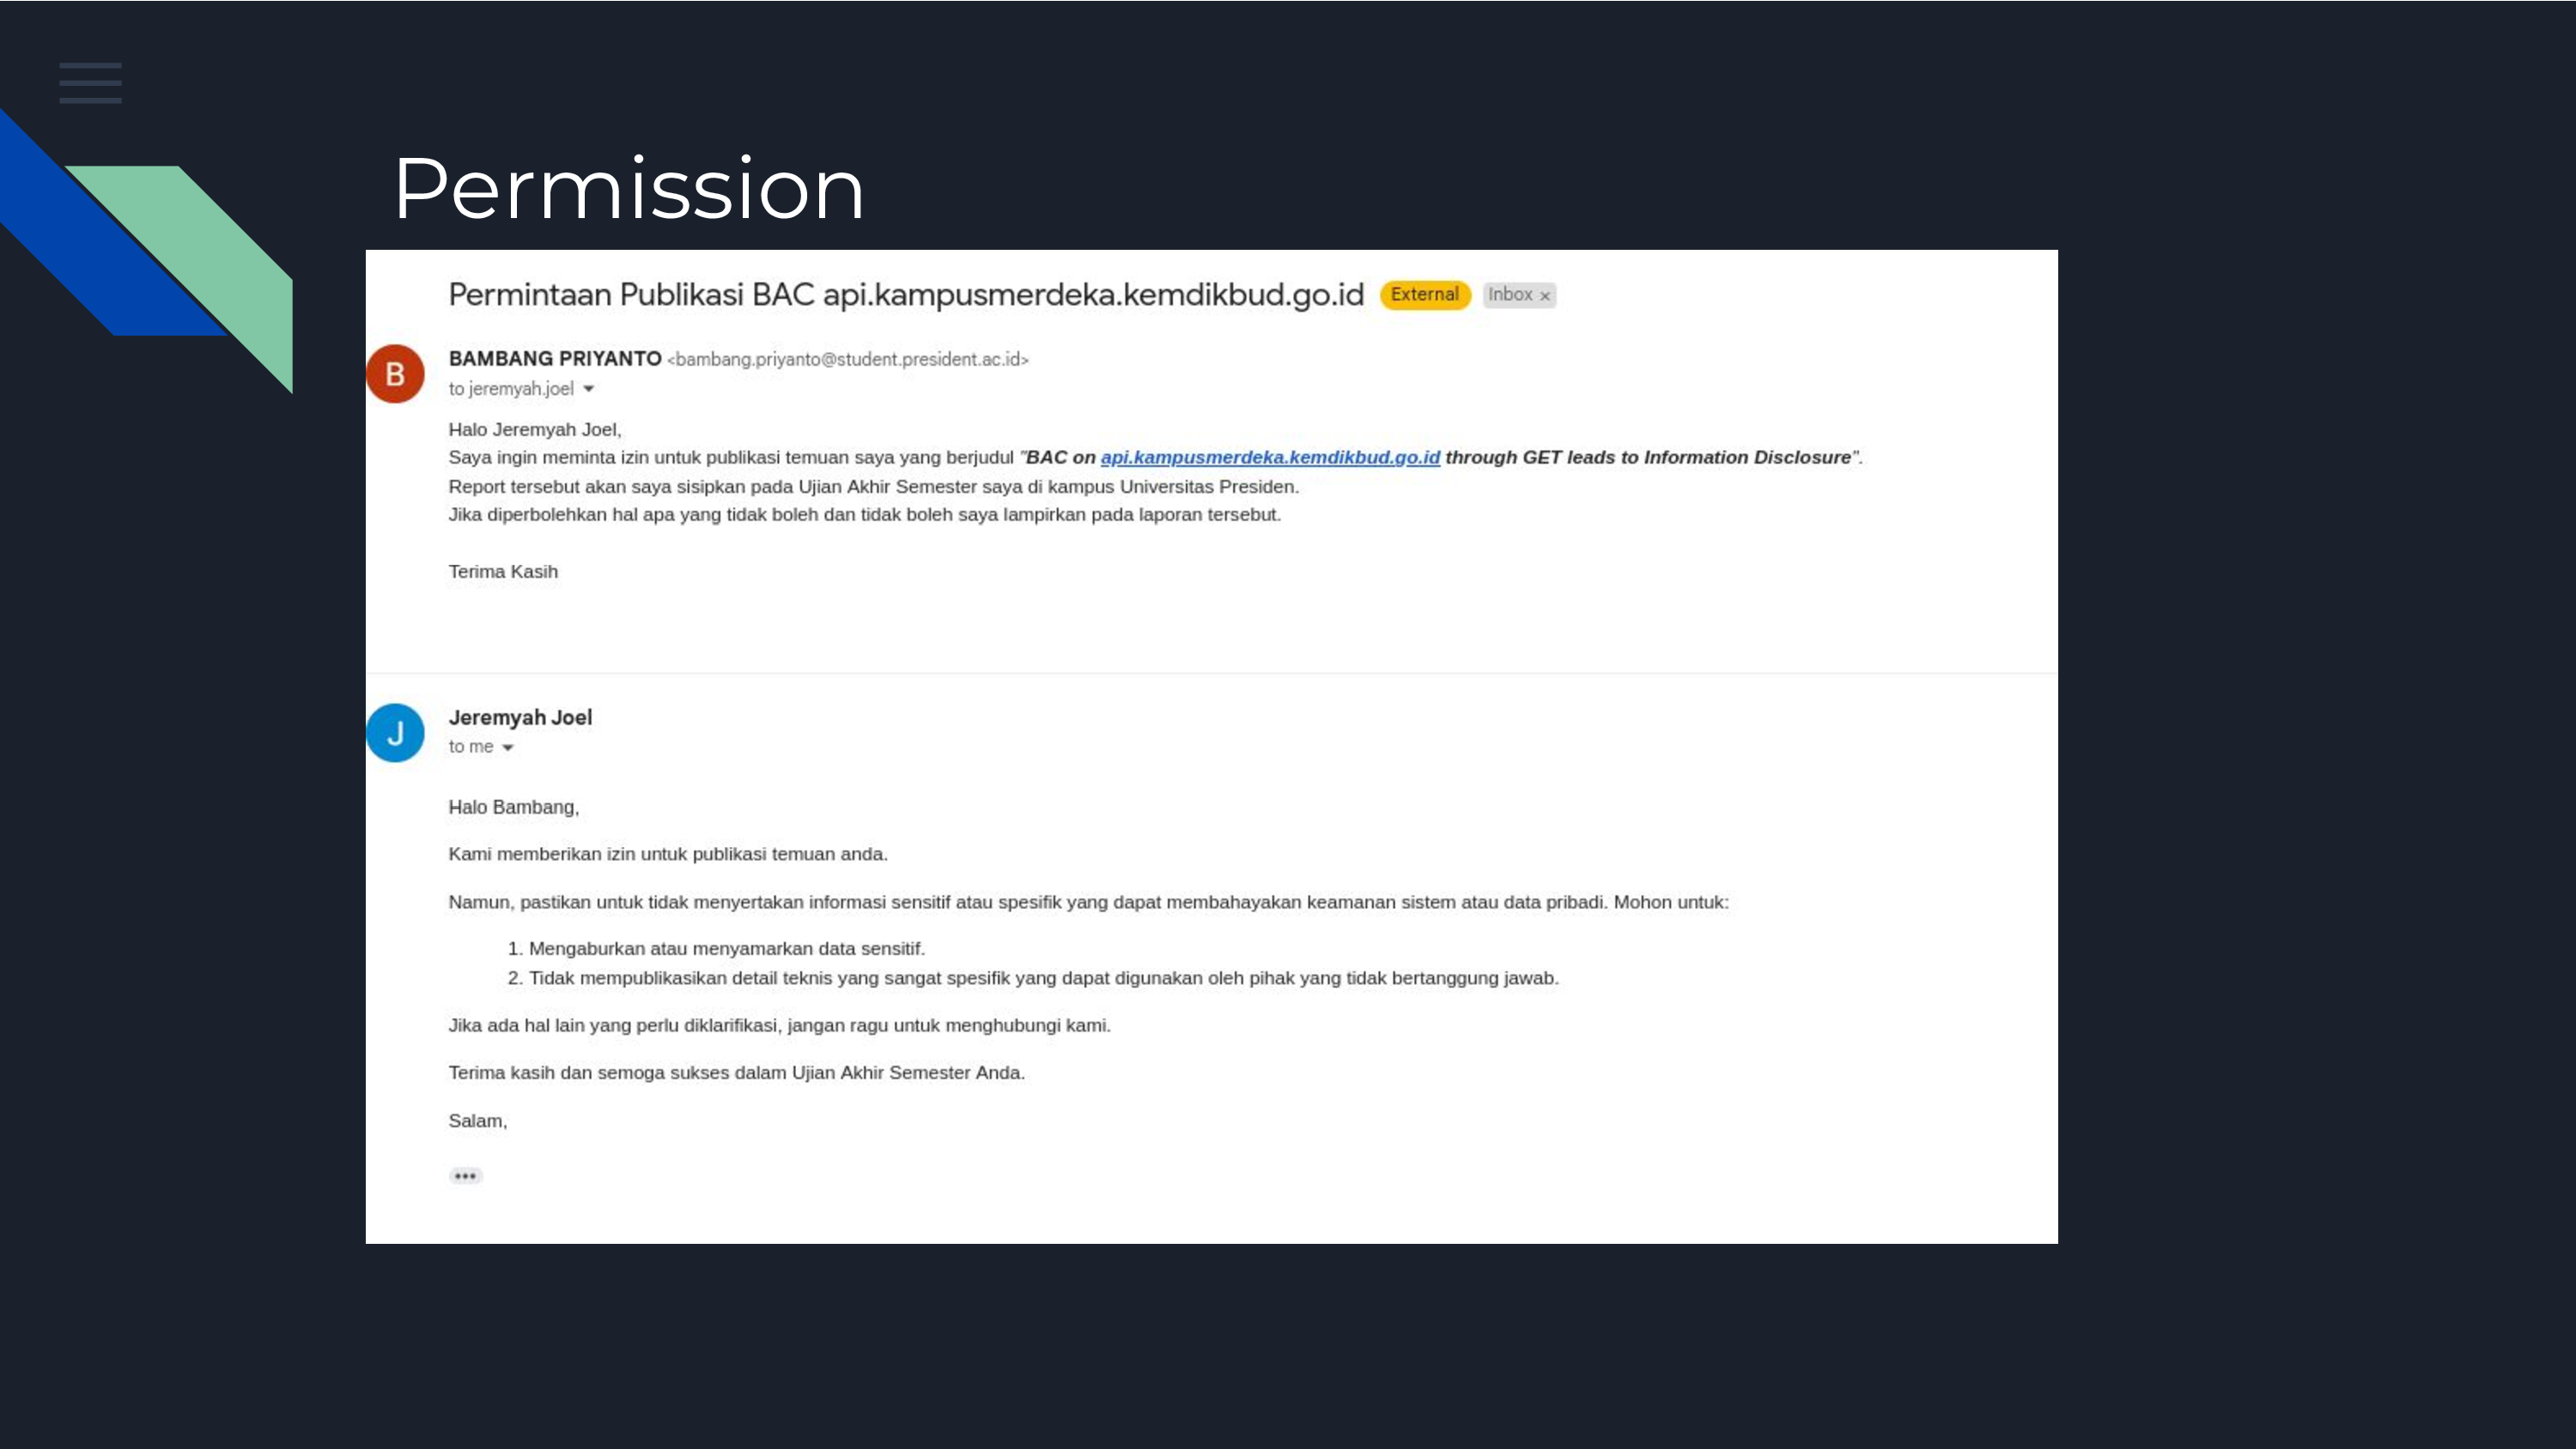 Permission
Permintaan Publikasi BAC api.kampusmerdeka.kemdikbud.go.id External Inbox ×
B
BAMBANG PRIYANTO <bambang.priyanto@student.president.ac.id>
to jeremyah.joel
Halo Jeremyah Joel,
Saya ingin meminta izin untuk publikasi temuan saya yang berjudul "BAC on api.kampusmerdeka.kemdikbud.go.id through GET leads to Information Disclosure".
Report tersebut akan saya sisipkan pada Ujian Akhir Semester saya di kampus Universitas Presiden.
Jika diperbolehkan hal apa yang tidak boleh dan tidak boleh saya lampirkan pada laporan tersebut.
Terima Kasih
J
Jeremyah Joel
to me
Halo Bambang,
Kami memberikan izin untuk publikasi temuan anda.
Namun, pastikan untuk tidak menyertakan informasi sensitif atau spesifik yang dapat membahayakan keamanan sistem atau data pribadi. Mohon untuk:
1. Mengaburkan atau menyamarkan data sensitif.
2. Tidak mempublikasikan detail teknis yang sangat spesifik yang dapat digunakan oleh pihak yang tidak bertanggung jawab.
Jika ada hal lain yang perlu diklarifikasi, jangan ragu untuk menghubungi kami.
Terima kasih dan semoga sukses dalam Ujian Akhir Semester Anda.
Salam,